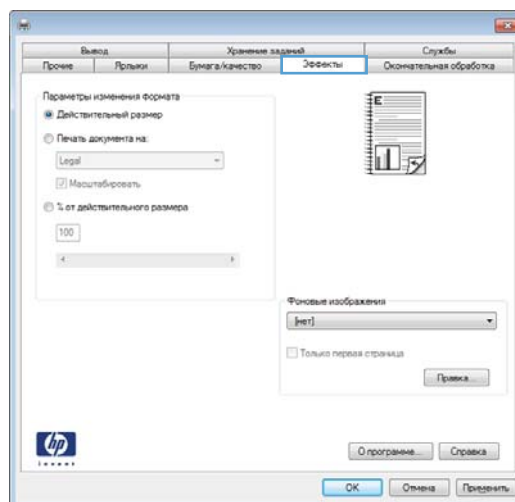 Вывод Хранение заданий Службы
Прочие Ярлыки Бумага/качество Эффекты Окончательная обработка
Параметры изменения формата
Действительный размер
Печать документа на:
Legal
Масштабировать
% от действительного размера
100
E
Фоновые изображения
[нет]
Только первая страница
Правка...
hp
invent
О программе... Справка
OK Отмена Применить